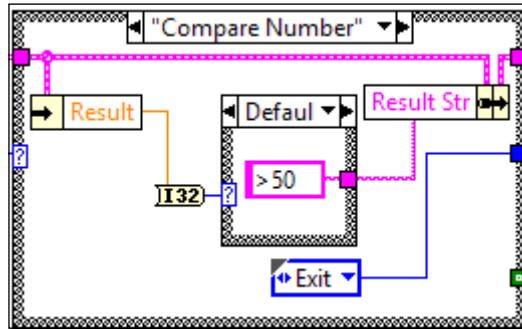 "Compare Number"
Result
Defaul
Result Str
?
I32
?
>50
Exit